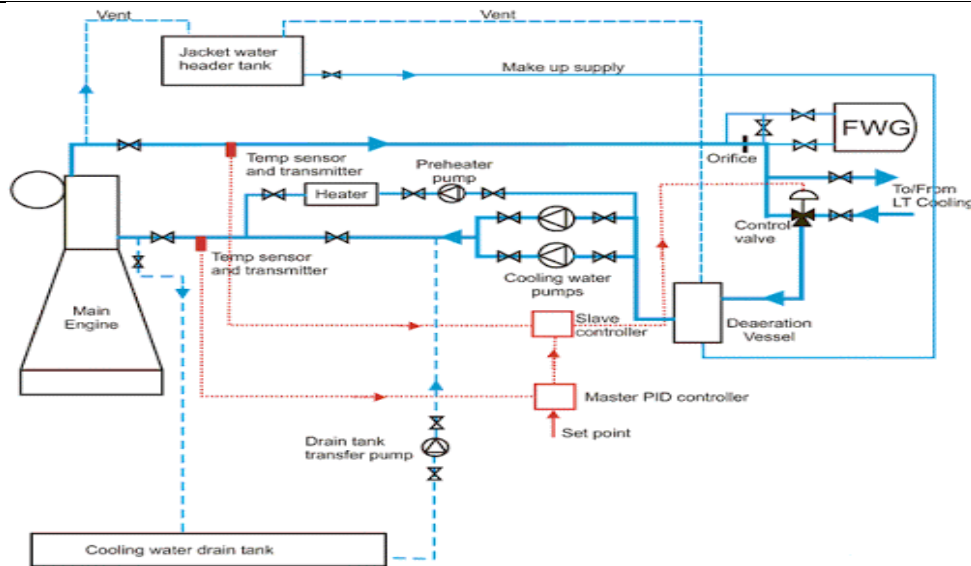 Vent
Vent
Jacket water
header tank
Make up supply
FWG
Orifice
Temp sensor
and transmitter
Preheater
pump
Heater
To/From
LT Cooling
Control
valve
Temp sensor
and transmitter
Cooling water
pumps
Main
Engine
Slave
controller
Deaeration
Vessel
Master PID controller
Set point
Drain tank
transfer pump
Cooling water drain tank